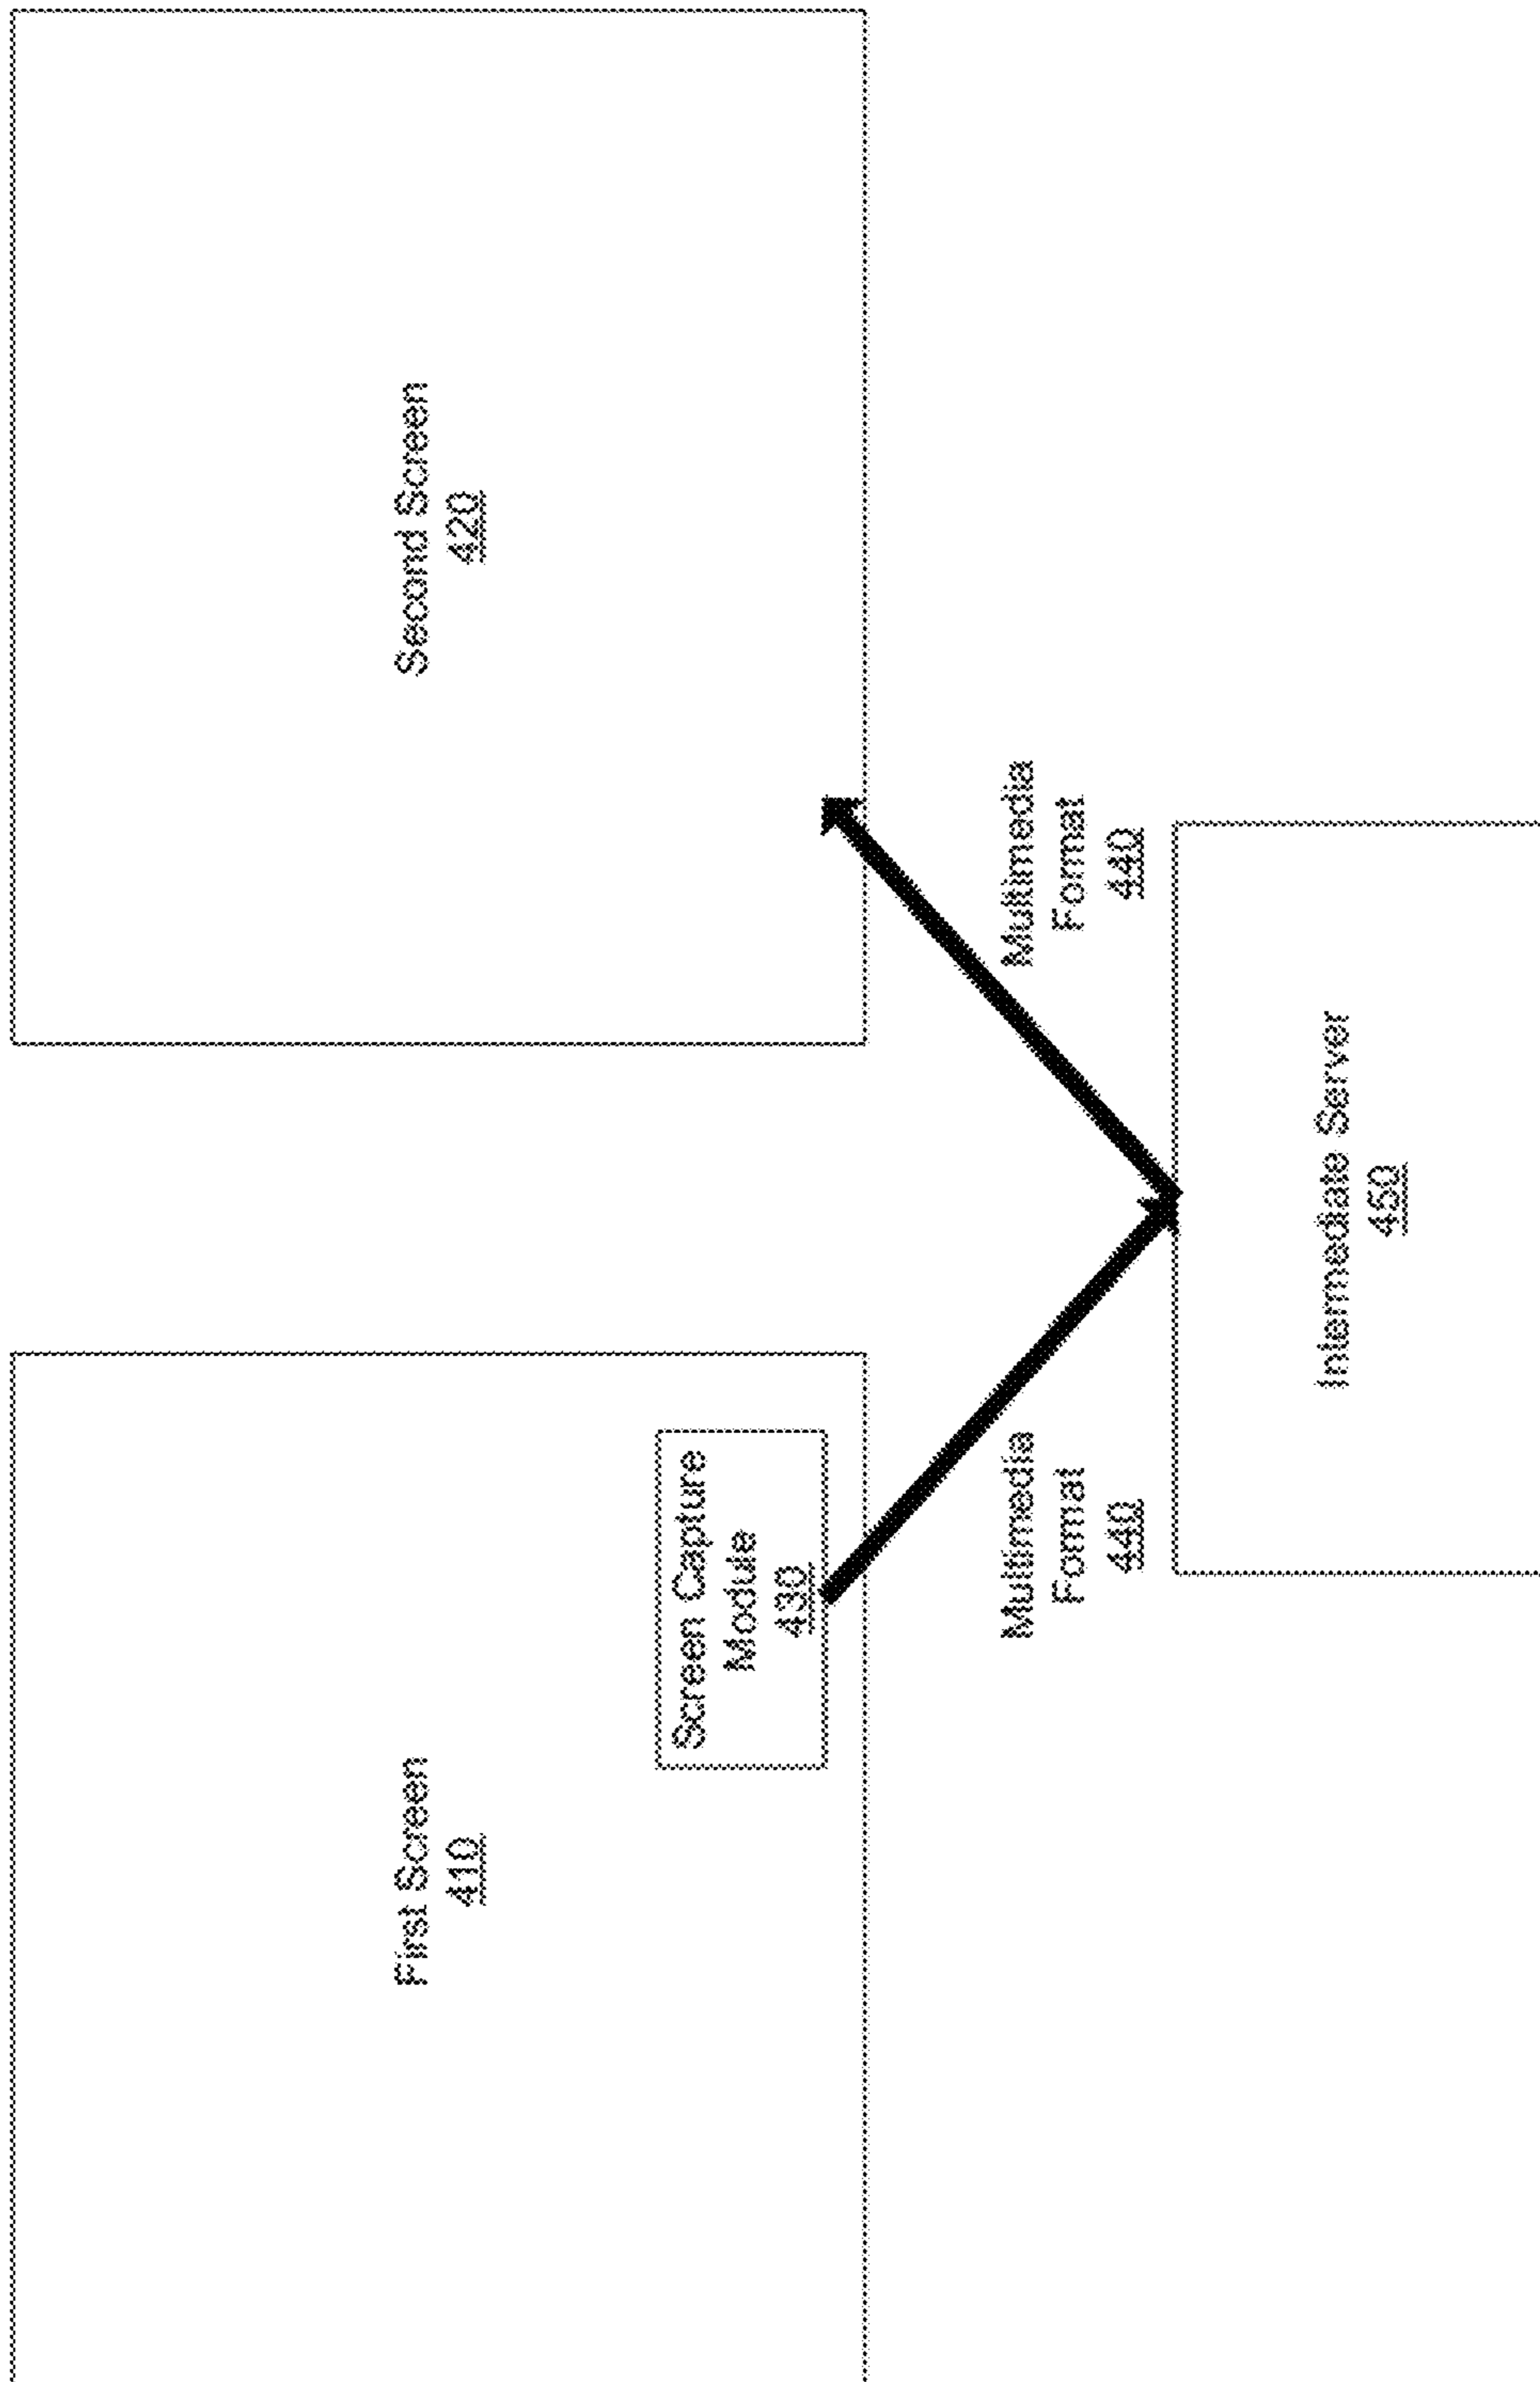 First Screen
410
Screen Capture
Module
430
Second Screen
420
Multimedia
Format
440
Multimedia
Format
440
Intermediate Server
450